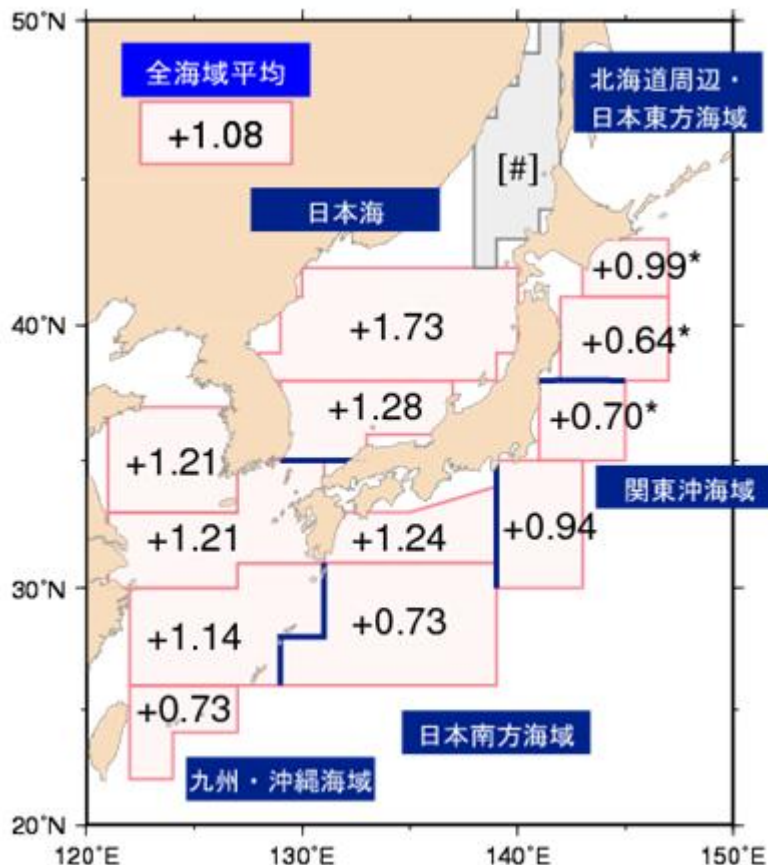 50°N
全海域平均
+1.08
北海道周辺・
日本東方海域
[#]
日本海
+0.99*
40°N
+1.73
+0.64*
+1.28
+0.70*
+1.21
関東沖海域
+1.21
+1.24
+0.94
30°N
+1.14
+0.73
+0.73
日本南方海域
九州・沖縄海域
20°N
120°E
130°E
140°E
150°E